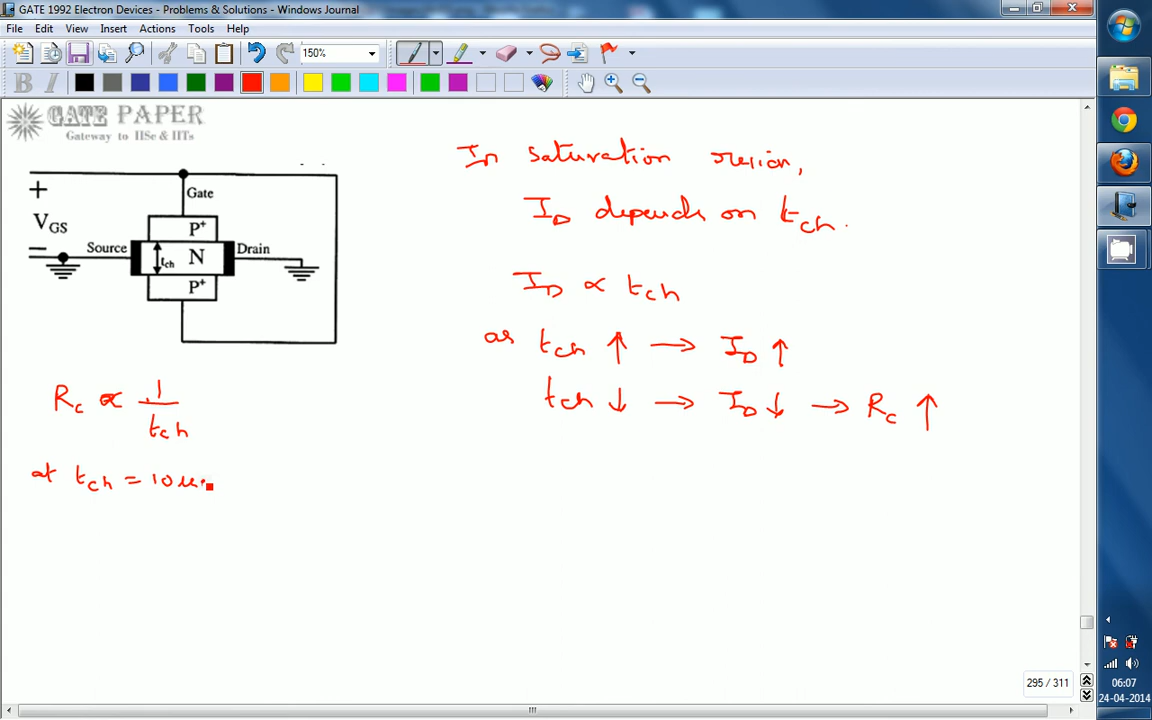 GATE 1992 Electron Devices - Problems & Solutions - Windows Journal
File Edit View Insert Actions Tools Help
150%
B I
GATE PAPER
Gateway to IISc & IITs
+
VGS
−
Gate
P⁺
Source
tch
N
Drain
P⁺
In saturation region,
ID depends on tch.
ID ∝ tch
as tch ↑ → ID ↑
tch ↓ → ID ↓ → Rc ↑
Rc ∝ 1/tch
at tch = 10 μ
295 / 311
06:07
24-04-2014